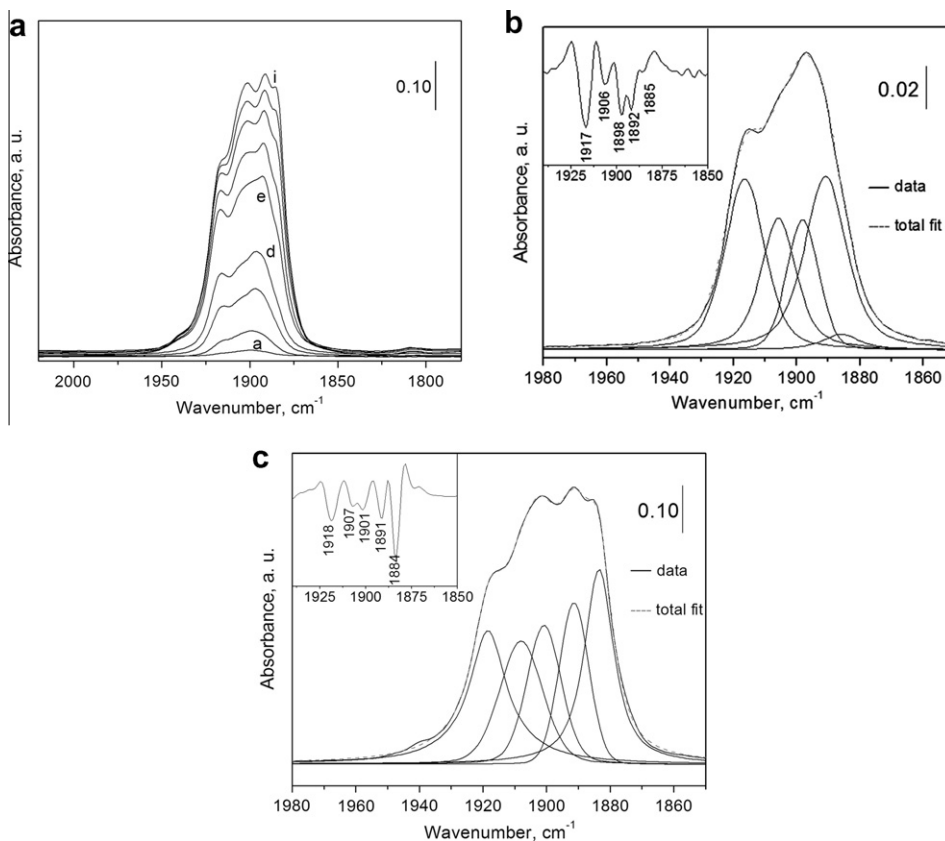 a
0.10
i
e
d
a
Absorbance, a. u.
2000 1950 1900 1850 1800
Wavenumber, cm-1
b
0.02
1917
1906
1898
1892
1885
1925 1900 1875 1850
data
total fit
Absorbance, a. u.
1980 1960 1940 1920 1900 1880 1860
Wavenumber, cm-1
c
0.10
1918
1907
1901
1891
1884
1925 1900 1875 1850
data
total fit
Absorbance, a. u.
1980 1960 1940 1920 1900 1880 1860
Wavenumber, cm-1